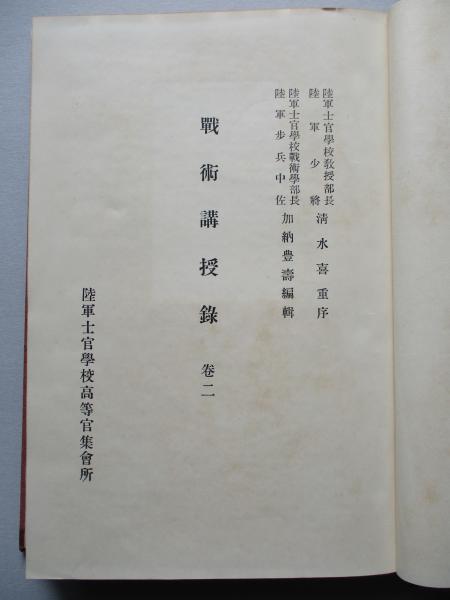 陸軍士官學校敎授部長
陸軍少將
淸水喜重序
陸軍士官學校戰術學部長
陸軍步兵中佐
加納豊壽編輯
戰術講授錄 卷二
陸軍士官學校高等官集會所